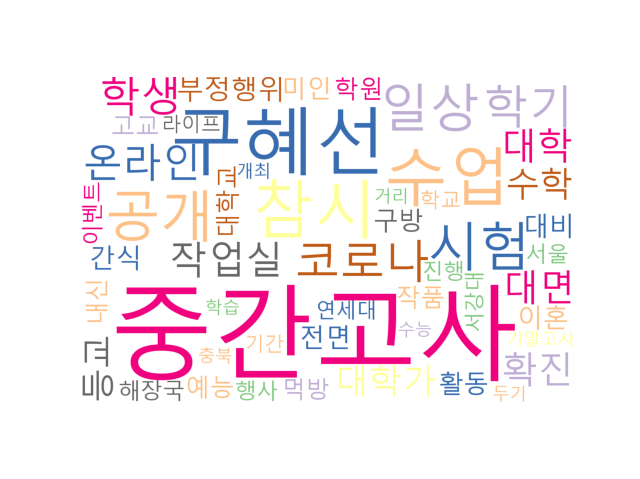 학생
부정행위
미인
학원
일상
학기
고교
라이프
구혜선
대학
온라인
개최
수업
수학
이벤트
공개
대학교
참시
거리
학교
구방
시험
대비
간식
작업실
코로나
진행
서울
내신
중간고사
학습
연세대
작품
서강대
대면
이혼
등교
충북
기간
전면
수능
기말고사
확진
해장국
예능
행사
먹방
대학가
활동
두기